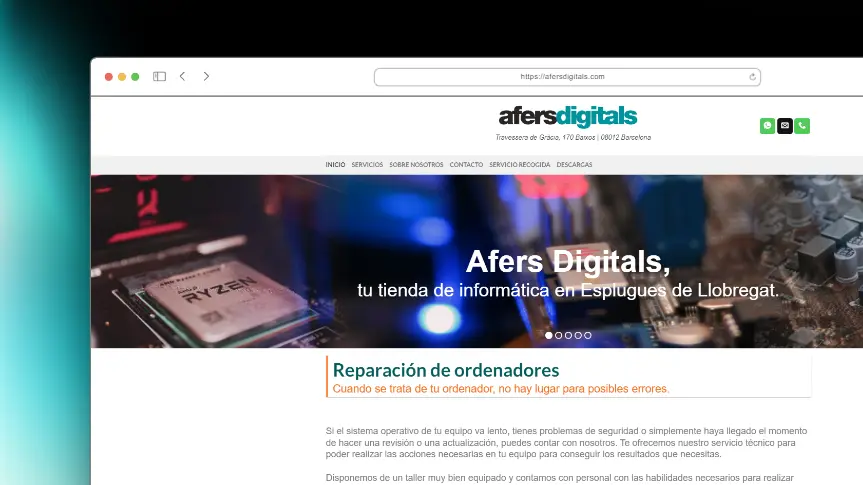 https://afersdigitals.com
afersdigitals
Travessera de Gràcia, 170 Baixos | 08012 Barcelona
INICIO SERVICIOS SOBRE NOSOTROS CONTACTO SERVICIO RECOGIDA DESCARGAS
AMD RYZEN
Afers Digitals,
tu tienda de informática en Esplugues de Llobregat.
Reparación de ordenadores
Cuando se trata de tu ordenador, no hay lugar para posibles errores.
Si el sistema operativo de tu equipo va lento, tienes problemas de seguridad o simplemente haya llegado el momento
de hacer una revisión o una actualización, puedes contar con nosotros. Te ofrecemos nuestro servicio técnico para
poder realizar las acciones necesarias en tu equipo para conseguir los resultados que necesitas.
Disponemos de un taller muy bien equipado y contamos con personal con las habilidades necesarios para realizar